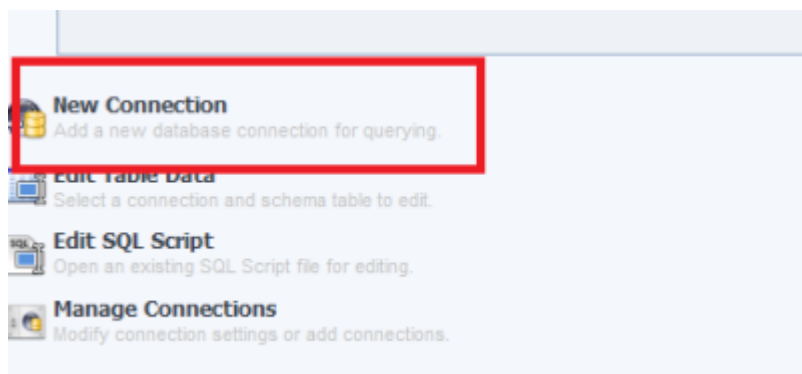 New Connection
Add a new database connection for querying.
Edit Table Data
Select a connection and schema table to edit.
SQL
Edit SQL Script
Open an existing SQL Script file for editing.
Manage Connections
Modify connection settings or add connections.